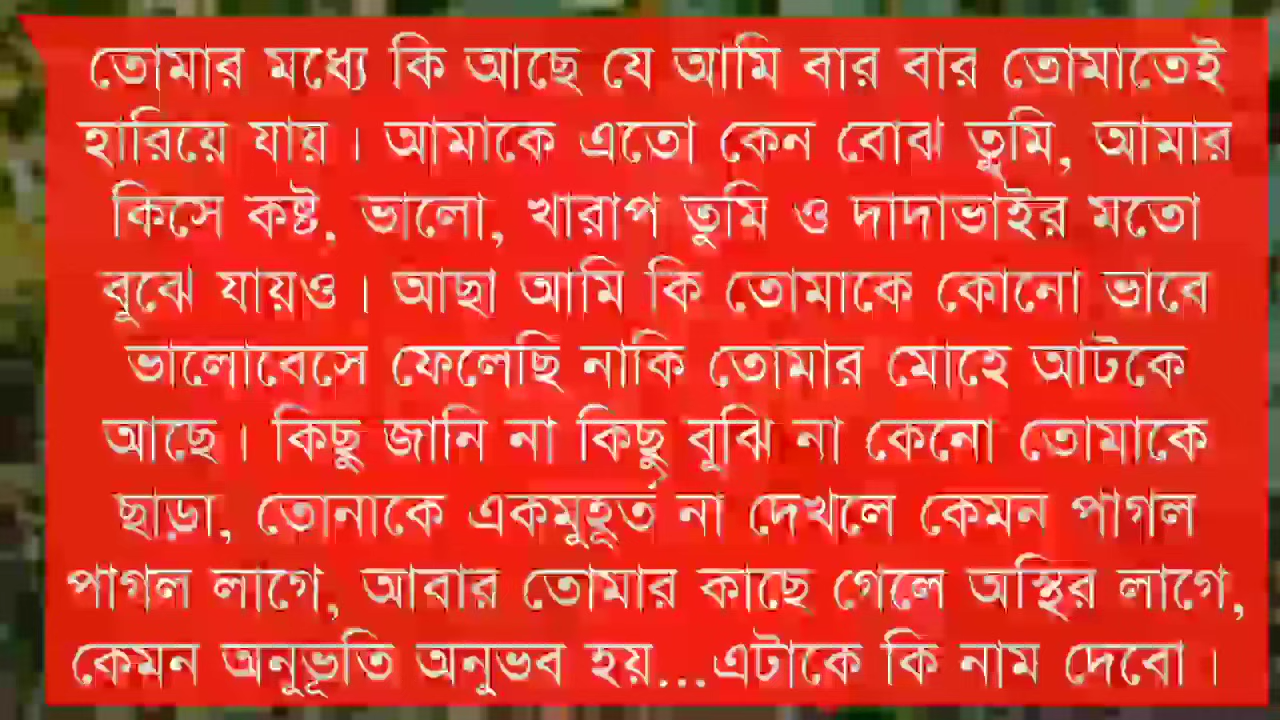 তোমার মধ্যে কি আছে যে আমি বার বার তোমাতেই
হারিয়ে যায়। আমাকে এতো কেন বোঝ তুমি, আমার
কিসে কষ্ট, ভালো, খারাপ তুমি ও দাদাভাইর মতো
বুঝে যায়ও। আছা আমি কি তোমাকে কোনো ভাবে
ভালোবেসে ফেলেছি নাকি তোমার মোহে আটকে
আছে। কিছু জানি না কিছু বুঝি না কেনো তোমাকে
ছাড়া, তোনাকে একমুহূর্ত না দেখলে কেমন পাগল
পাগল লাগে, আবার তোমার কাছে গেলে অস্থির লাগে,
কেমন অনুভূতি অনুভব হয়...এটাকে কি নাম দেবো।